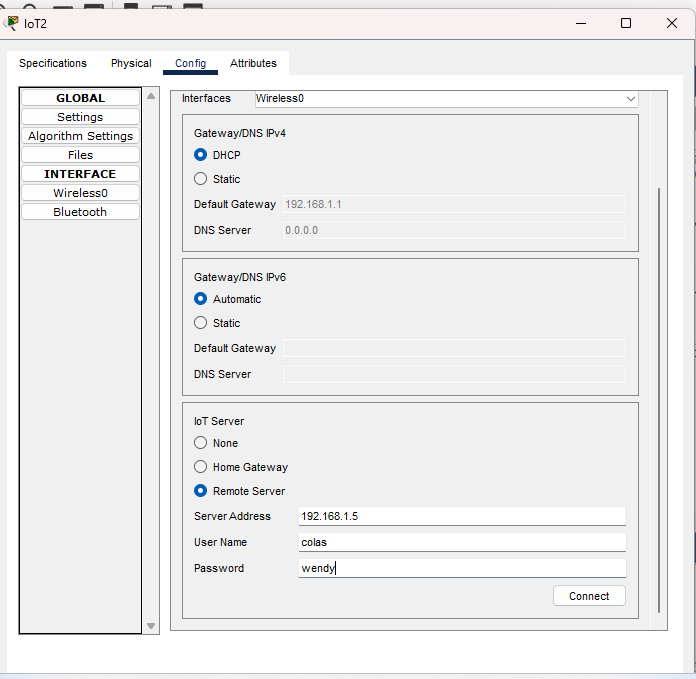 IoT2
Specifications Physical Config Attributes
GLOBAL
Settings
Algorithm Settings
Files
INTERFACE
Wireless0
Bluetooth
Interfaces Wireless0
Gateway/DNS IPv4
DHCP
Static
Default Gateway 192.168.1.1
DNS Server 0.0.0.0
Gateway/DNS IPv6
Automatic
Static
Default Gateway
DNS Server
IoT Server
None
Home Gateway
Remote Server
Server Address 192.168.1.5
User Name colas
Password wendy
Connect